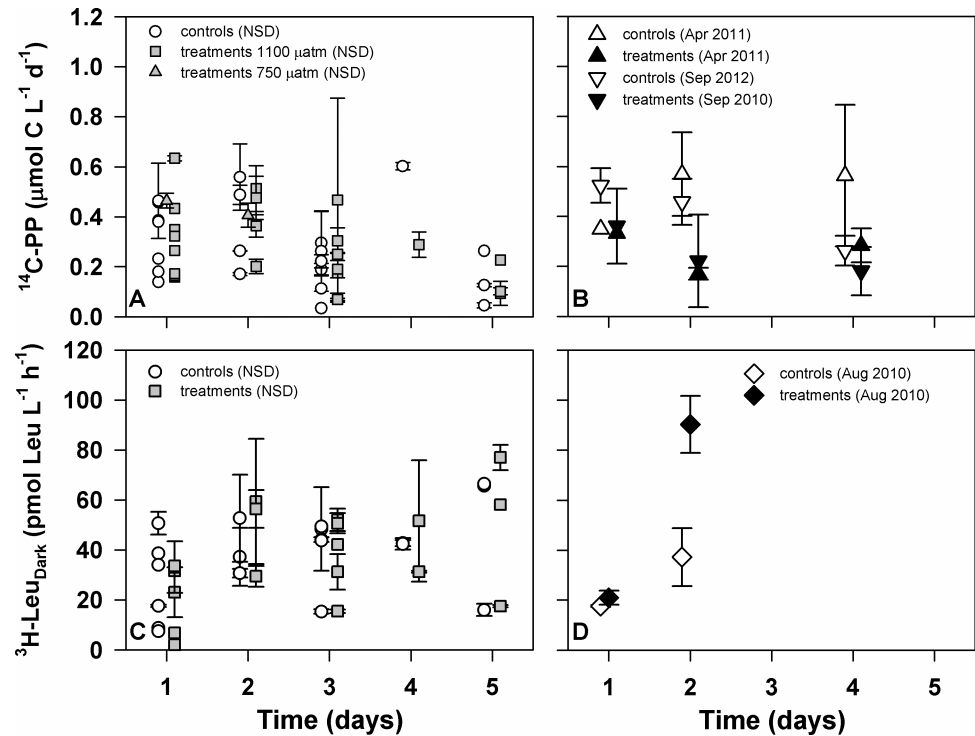 1.2
1.0
0.8
0.6
0.4
0.2
0.0
¹⁴C-PP (µmol C L⁻¹ d⁻¹)
controls (NSD)
treatments 1100 µatm (NSD)
treatments 750 µatm (NSD)
A
controls (Apr 2011)
treatments (Apr 2011)
controls (Sep 2012)
treatments (Sep 2010)
B
120
100
80
60
40
20
0
³H-Leu_Dark (pmol Leu L⁻¹ h⁻¹)
controls (NSD)
treatments (NSD)
C
1 2 3 4 5
Time (days)
controls (Aug 2010)
treatments (Aug 2010)
D
1 2 3 4 5
Time (days)